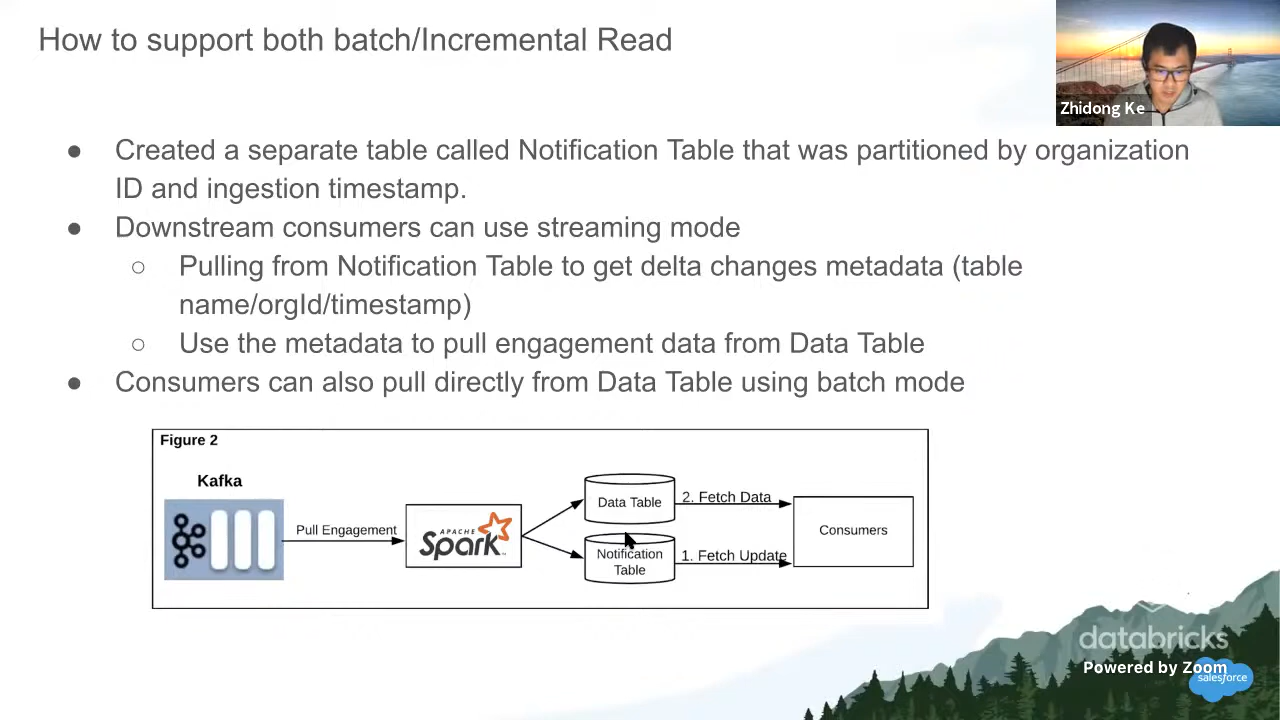 How to support both batch/Incremental Read
Zhidong Ke
● Created a separate table called Notification Table that was partitioned by organization
ID and ingestion timestamp.
● Downstream consumers can use streaming mode
○ Pulling from Notification Table to get delta changes metadata (table
name/orgId/timestamp)
○ Use the metadata to pull engagement data from Data Table
● Consumers can also pull directly from Data Table using batch mode
Figure 2
Kafka
Pull Engagement
APACHE
Spark
Data Table
Notification
Table
2. Fetch Data
1. Fetch Update
Consumers
databricks
Powered by Zoom
salesforce